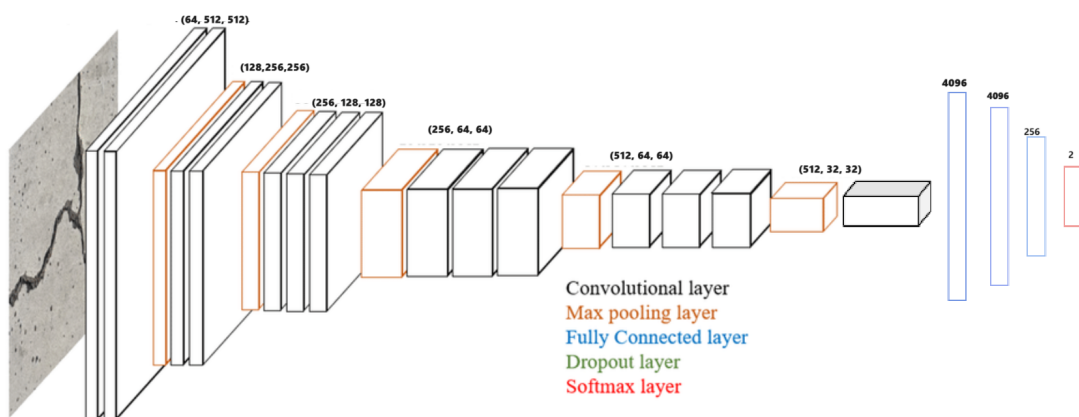 (64, 512, 512)
(128,256,256)
(256, 128, 128)
(256, 64, 64)
(512, 64, 64)
(512, 32, 32)
4096
4096
256
2
Convolutional layer
Max pooling layer
Fully Connected layer
Dropout layer
Softmax layer